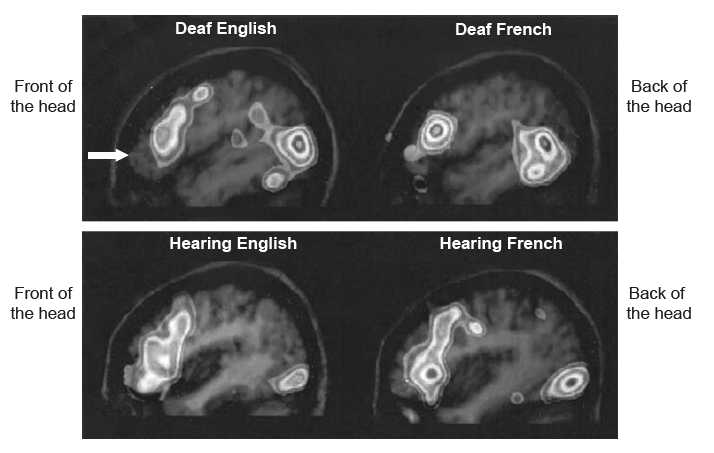 Deaf English
Deaf French
Front of
the head
Back of
the head
Hearing English
Hearing French
Front of
the head
Back of
the head